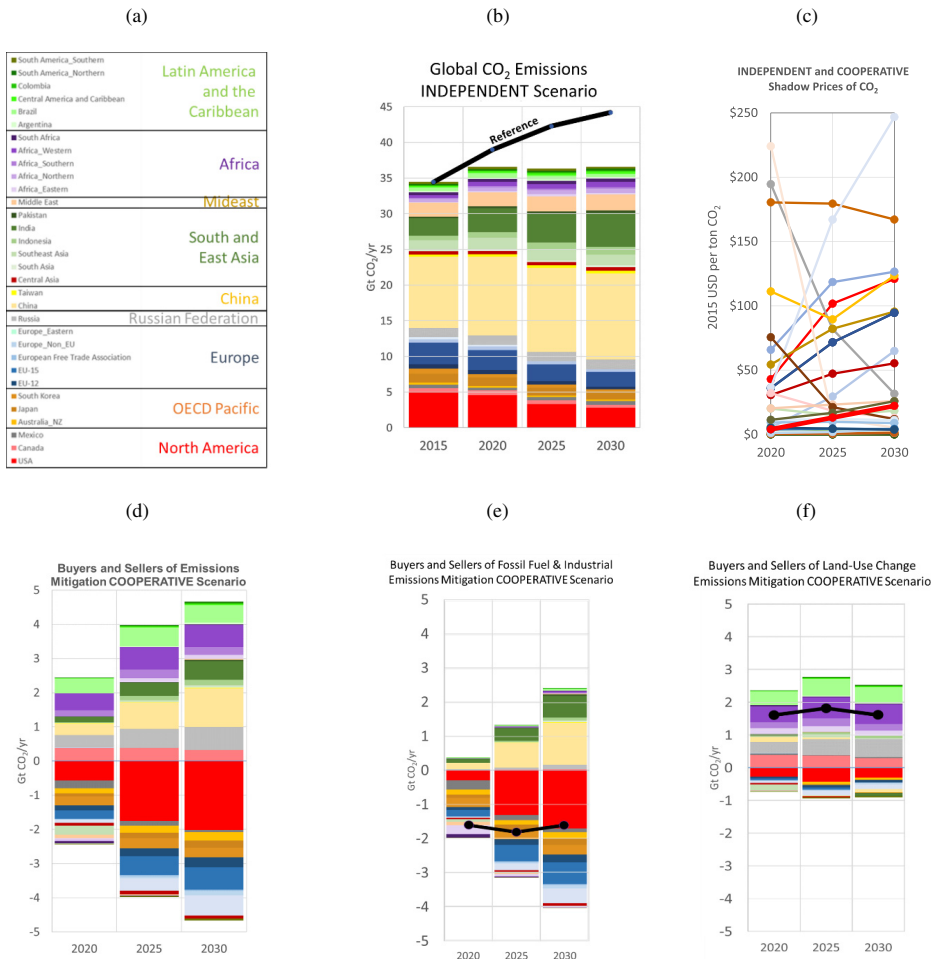 (a)
South America_Southern
South America_Northern
Colombia
Central America and Caribbean
Brazil
Argentina
Latin America
and the
Caribbean
South Africa
Africa_Western
Africa_Southern
Africa_Northern
Africa_Eastern
Africa
Middle East
Mideast
Pakistan
India
Indonesia
Southeast Asia
South Asia
Central Asia
South and
East Asia
Taiwan
China
China
Russia
Russian Federation
Europe_Eastern
Europe_Non_EU
European Free Trade Association
EU-15
EU-12
Europe
South Korea
Japan
Australia_NZ
OECD Pacific
Mexico
Canada
USA
North America
(b)
Global CO₂ Emissions
INDEPENDENT Scenario
Reference
Gt CO₂/yr
45
40
35
30
25
20
15
10
5
0
2015
2020
2025
2030
(c)
INDEPENDENT and COOPERATIVE
Shadow Prices of CO₂
2015 USD per ton CO₂
$250
$200
$150
$100
$50
$0
2020
2025
2030
(d)
Buyers and Sellers of Emissions
Mitigation COOPERATIVE Scenario
Gt CO₂/yr
5
4
3
2
1
0
-1
-2
-3
-4
-5
2020
2025
2030
(e)
Buyers and Sellers of Fossil Fuel & Industrial
Emissions Mitigation COOPERATIVE Scenario
Gt CO₂/yr
5
4
3
2
1
0
-1
-2
-3
-4
-5
2020
2025
2030
(f)
Buyers and Sellers of Land-Use Change
Emissions Mitigation COOPERATIVE Scenario
Gt CO₂/yr
5
4
3
2
1
0
-1
-2
-3
-4
-5
2020
2025
2030